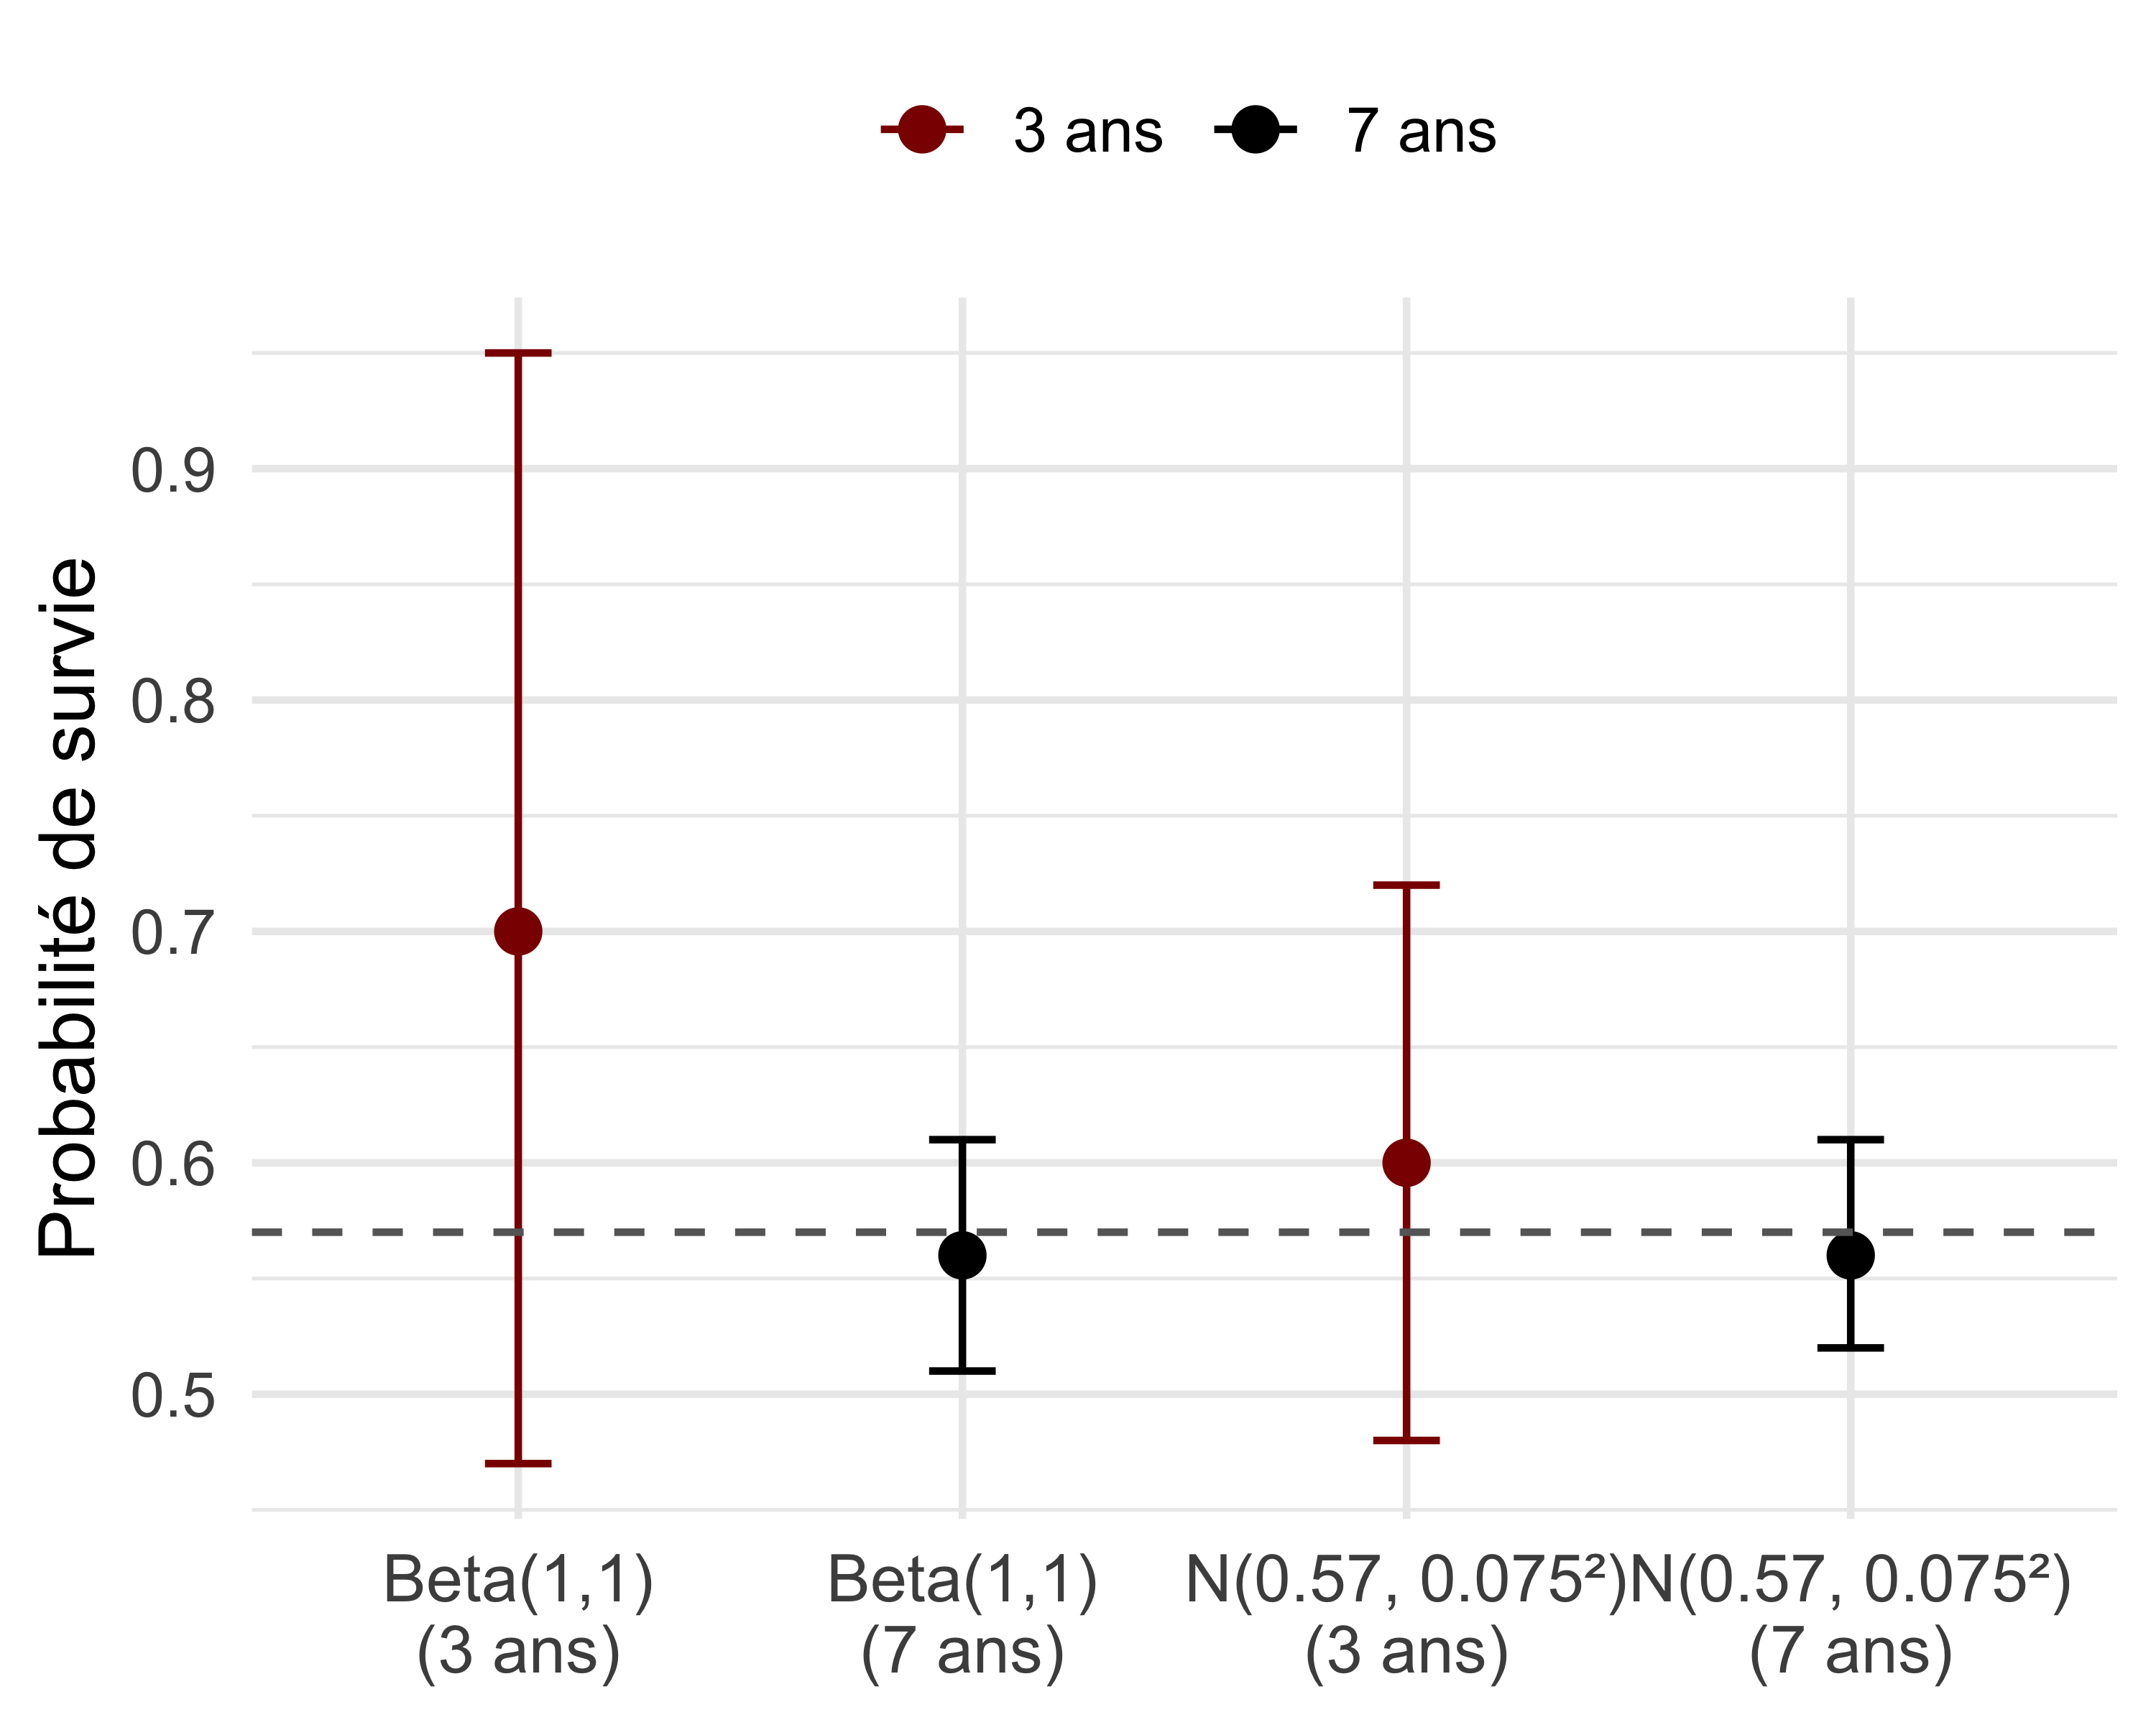 3 ans
7 ans
Probabilité de survie
0.9
0.8
0.7
0.6
0.5
Beta(1,1)
(3 ans)
Beta(1,1)
(7 ans)
N(0.57, 0.075²)
(3 ans)
N(0.57, 0.075²)
(7 ans)